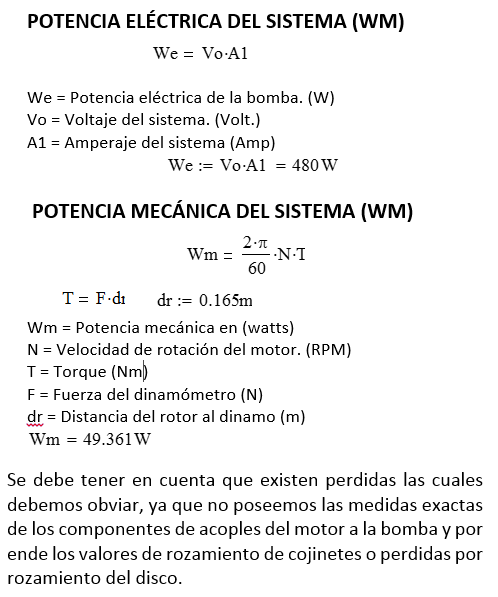 POTENCIA ELÉCTRICA DEL SISTEMA (WM)
We = Vo·A1
We = Potencia eléctrica de la bomba. (W)
Vo = Voltaje del sistema. (Volt.)
A1 = Amperaje del sistema (Amp)
We := Vo·A1 = 480 W
POTENCIA MECÁNICA DEL SISTEMA (WM)
Wm = 2·π/60 ·N·T
T = F·dr dr := 0.165m
Wm = Potencia mecánica en (watts)
N = Velocidad de rotación del motor. (RPM)
T = Torque (Nm)
F = Fuerza del dinamómetro (N)
dr = Distancia del rotor al dinamo (m)
Wm = 49.361 W
Se debe tener en cuenta que existen perdidas las cuales
debemos obviar, ya que no poseemos las medidas exactas
de los componentes de acoples del motor a la bomba y por
ende los valores de rozamiento de cojinetes o perdidas por
rozamiento del disco.